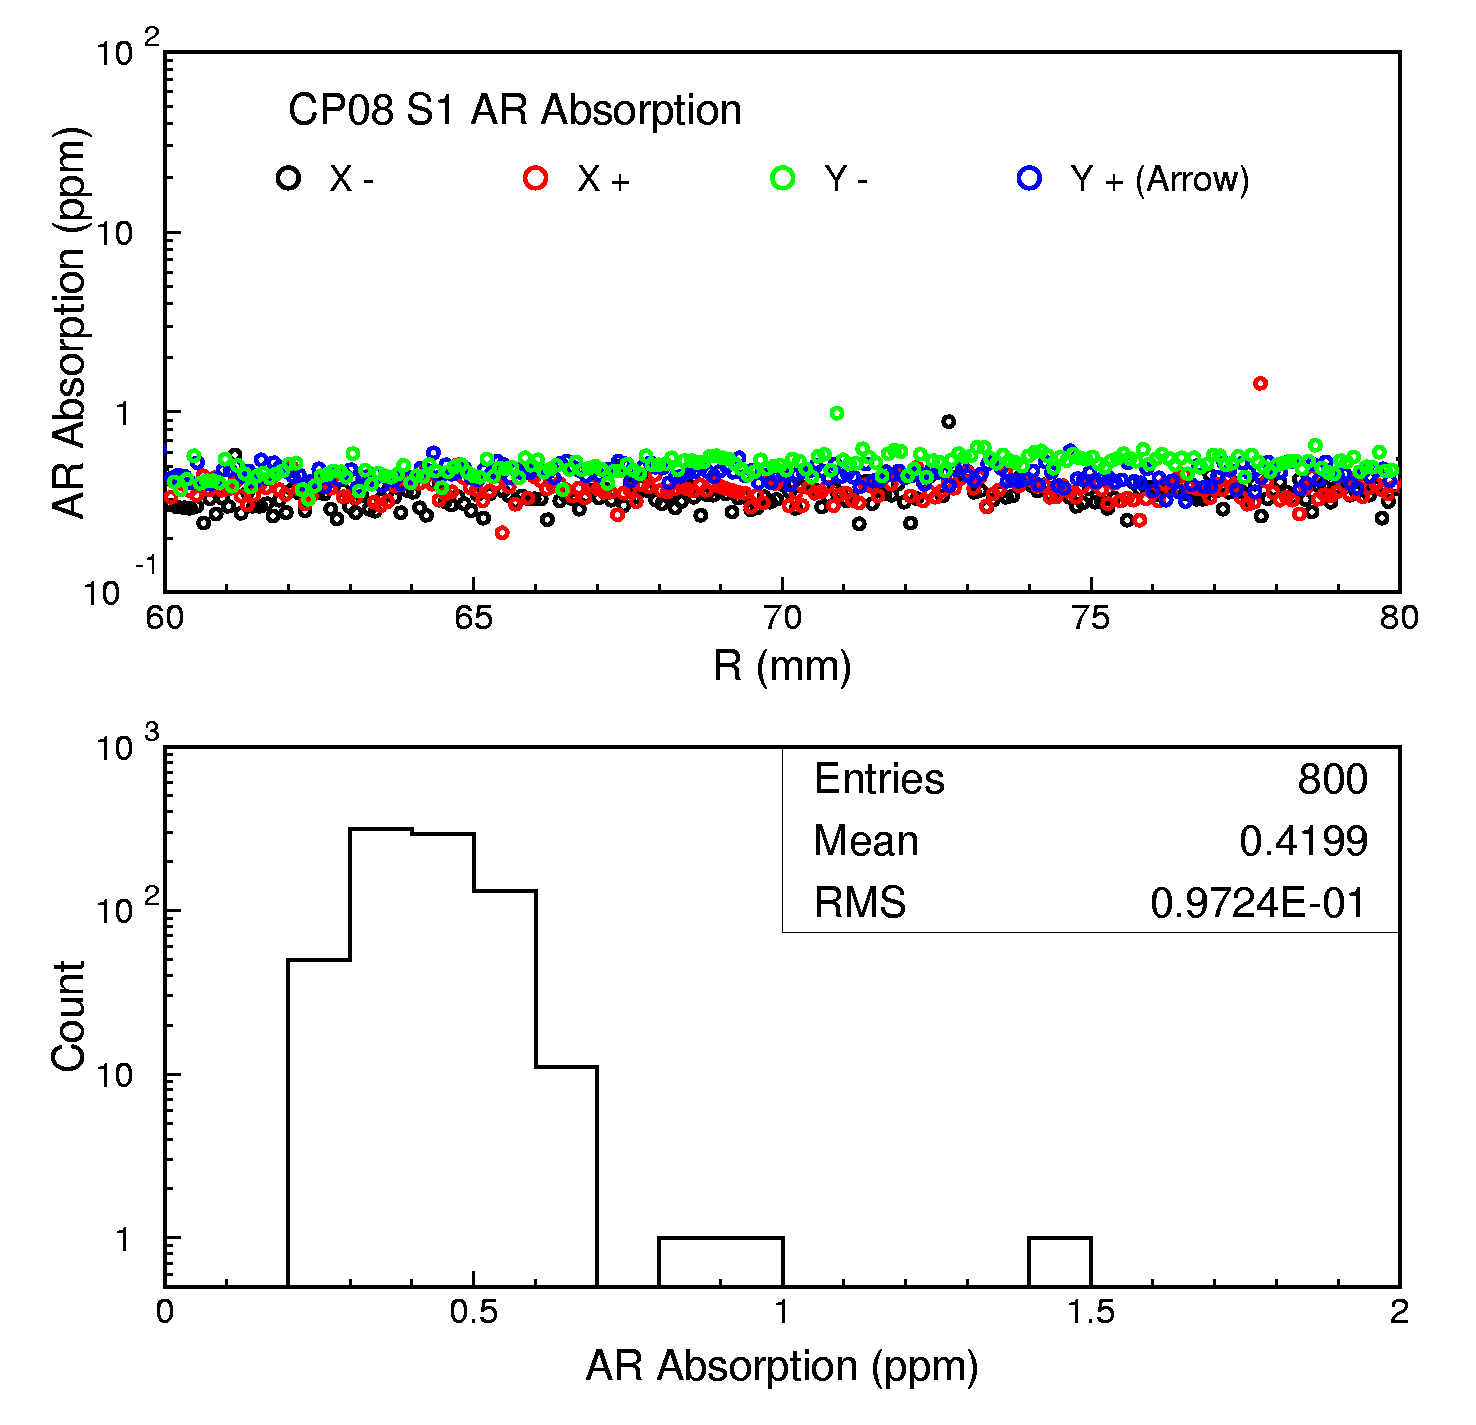 10 2
CP08 S1 AR Absorption
X -
X +
Y -
Y + (Arrow)
10
1
10 -1
AR Absorption (ppm)
60 65 70 75 80
R (mm)
10 3
Entries 800
Mean 0.4199
RMS 0.9724E-01
10 2
10
1
Count
0 0.5 1 1.5 2
AR Absorption (ppm)